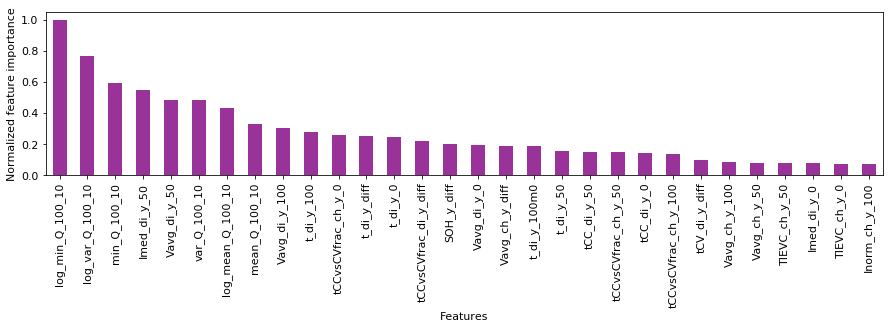 Normalized feature importance
1.0
0.8
0.6
0.4
0.2
0.0
log_min_Q_100_10
log_var_Q_100_10
min_Q_100_10
Imed_di_y_50
Vavg_di_y_50
var_Q_100_10
log_mean_Q_100_10
mean_Q_100_10
Vavg_di_y_100
t_di_y_100
tCCvsCVfrac_ch_y_0
t_di_y_diff
t_di_y_0
tCCvsCVfrac_di_y_diff
SOH_y_diff
Vavg_di_y_0
Vavg_ch_y_diff
t_di_y_100m0
t_di_y_50
tCC_di_y_50
tCCvsCVfrac_ch_y_50
tCC_di_y_0
tCCvsCVfrac_ch_y_100
tCV_di_y_diff
Vavg_ch_y_100
Vavg_ch_y_50
TIEVC_ch_y_50
Imed_di_y_0
TIEVC_ch_y_0
Inorm_ch_y_100
Features